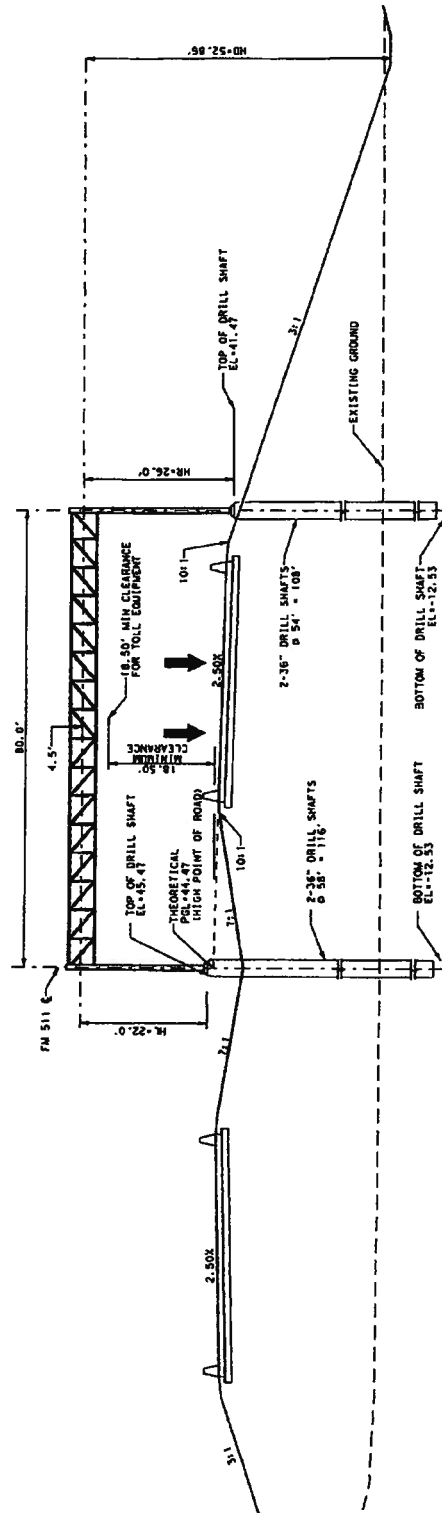 80.0'
FM 511 ℄
4.5'
18.50' MIN CLEARANCE
FOR TOLL EQUIPMENT
HL=22.0'
HR=26.0'
HD=52.86'
TOP OF DRILL SHAFT
EL=45.47
THEORETICAL
PGL=44.47
(HIGH POINT OF ROAD)
18.50'
MINIMUM
CLEARANCE
TOP OF DRILL SHAFT
EL=41.47
2.50%
2.50%
10:1
10:1
7:1
7:1
3:1
3:1
2-36" DRILL SHAFTS
@ 58' = 116'
2-36" DRILL SHAFTS
@ 54' = 108'
EXISTING GROUND
BOTTOM OF DRILL SHAFT
EL=-12.53
BOTTOM OF DRILL SHAFT
EL=-12.53